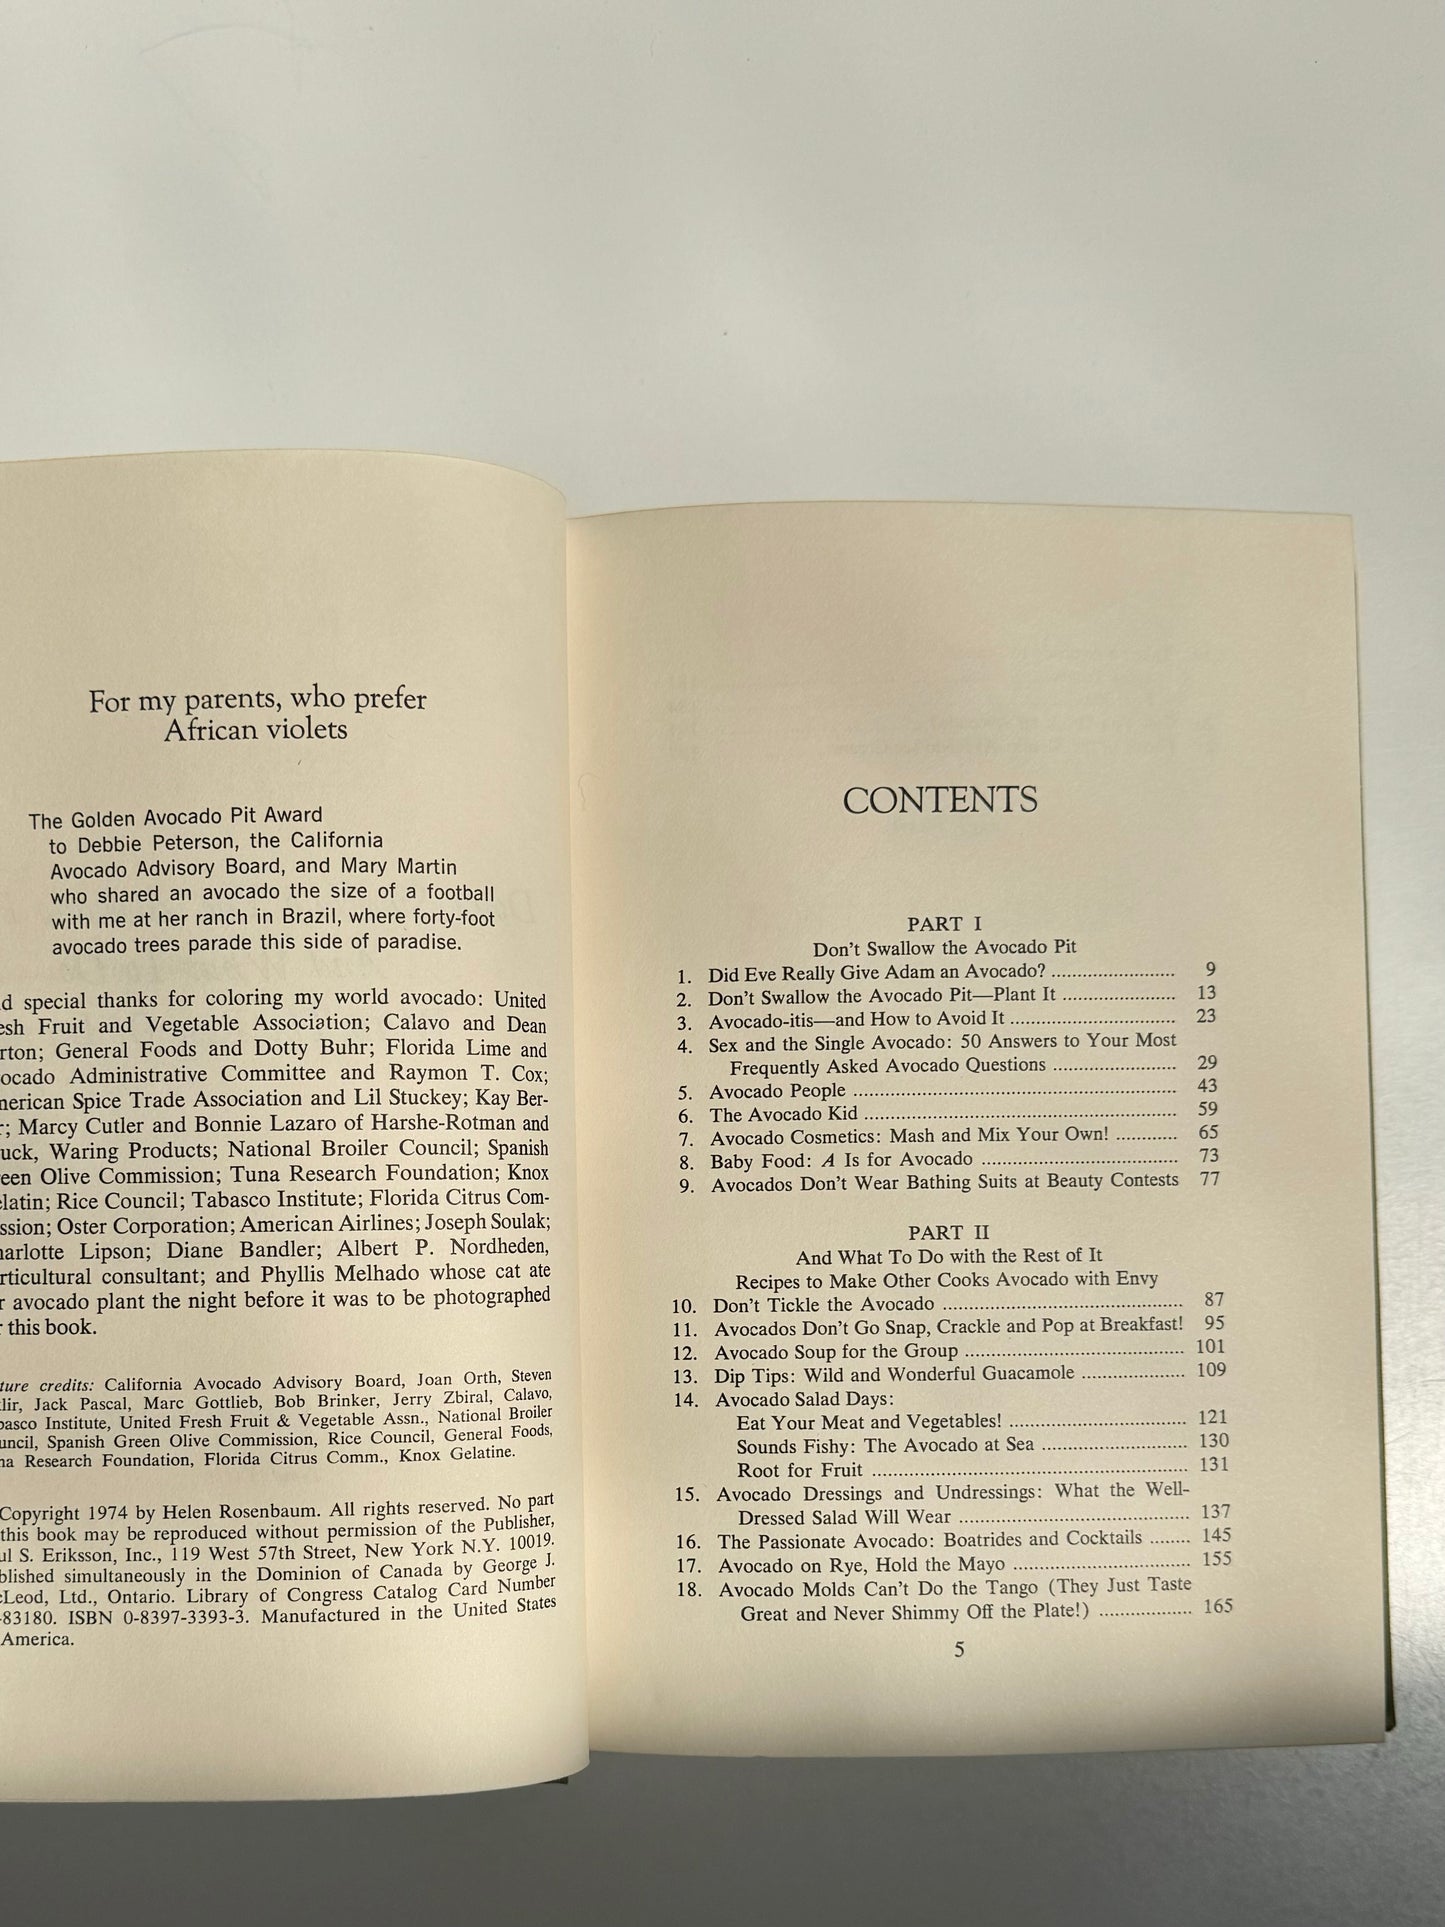 For my parents, who prefer
African violets
The Golden Avocado Pit Award
to Debbie Peterson, the California
Avocado Advisory Board, and Mary Martin
who shared an avocado the size of a football
with me at her ranch in Brazil, where forty-foot
avocado trees parade this side of paradise.
special thanks for coloring my world avocado: United
Fruit and Vegetable Association; Calavo and Dean
General Foods and Dotty Buhr; Florida Lime and
Administrative Committee and Raymon T. Cox;
Spice Trade Association and Lil Stuckey; Kay Ber-
Marcy Cutler and Bonnie Lazaro of Harshe-Rotman and
Waring Products; National Broiler Council; Spanish
Olive Commission; Tuna Research Foundation; Knox
Rice Council; Tabasco Institute; Florida Citrus Com-
Oster Corporation; American Airlines; Joseph Soulak;
Lipson; Diane Bandler; Albert P. Nordheden,
consultant; and Phyllis Melhado whose cat ate
avocado plant the night before it was to be photographed
this book.
credits: California Avocado Advisory Board, Joan Orth, Steven
Jack Pascal, Marc Gottlieb, Bob Brinker, Jerry Zbiral, Calavo,
Institute, United Fresh Fruit & Vegetable Assn., National Broiler
Spanish Green Olive Commission, Rice Council, General Foods,
Research Foundation, Florida Citrus Comm., Knox Gelatine.
Copyright 1974 by Helen Rosenbaum. All rights reserved. No part
this book may be reproduced without permission of the Publisher,
S. Eriksson, Inc., 119 West 57th Street, New York N.Y. 10019.
simultaneously in the Dominion of Canada by George J.
Ltd., Ontario. Library of Congress Catalog Card Number
-83180. ISBN 0-8397-3393-3. Manufactured in the United States
America.
CONTENTS
PART I
Don't Swallow the Avocado Pit
1. Did Eve Really Give Adam an Avocado? ........................ 9
2. Don't Swallow the Avocado Pit—Plant It ...................... 13
3. Avocado-itis—and How to Avoid It ................................ 23
4. Sex and the Single Avocado: 50 Answers to Your Most
Frequently Asked Avocado Questions ........................ 29
5. Avocado People .............................................................. 43
6. The Avocado Kid ............................................................ 59
7. Avocado Cosmetics: Mash and Mix Your Own! ............ 65
8. Baby Food: A Is for Avocado ...................................... 73
9. Avocados Don't Wear Bathing Suits at Beauty Contests 77
PART II
And What To Do with the Rest of It
Recipes to Make Other Cooks Avocado with Envy
10. Don't Tickle the Avocado .............................................. 87
11. Avocados Don't Go Snap, Crackle and Pop at Breakfast! 95
12. Avocado Soup for the Group .......................................... 101
13. Dip Tips: Wild and Wonderful Guacamole .................... 109
14. Avocado Salad Days:
Eat Your Meat and Vegetables! .................................. 121
Sounds Fishy: The Avocado at Sea ............................ 130
Root for Fruit .............................................................. 131
15. Avocado Dressings and Undressings: What the Well-
Dressed Salad Will Wear ............................................ 137
16. The Passionate Avocado: Boatrides and Cocktails ........ 145
17. Avocado on Rye, Hold the Mayo .................................. 155
18. Avocado Molds Can't Do the Tango (They Just Taste
Great and Never Shimmy Off the Plate!) .................. 165
5